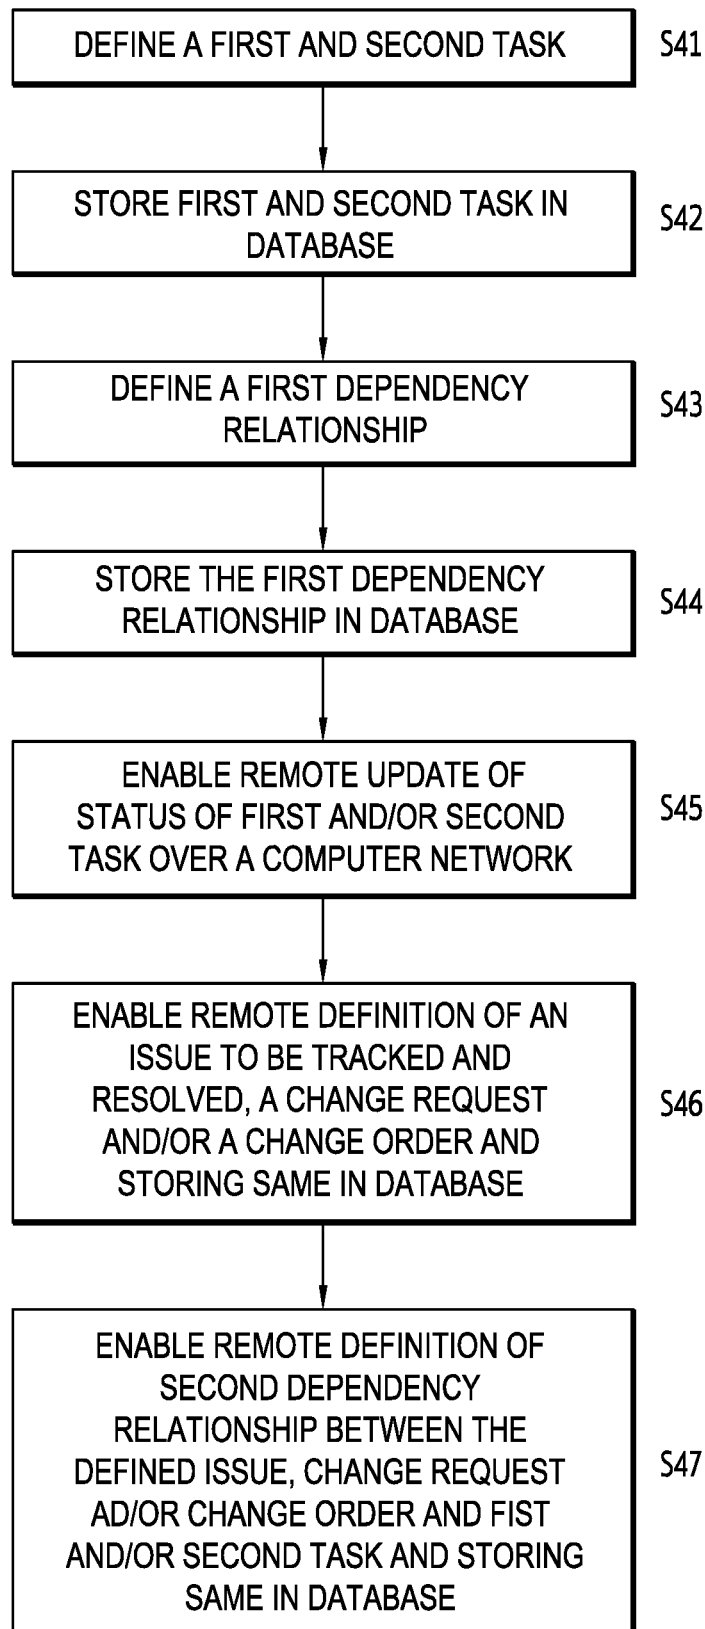 DEFINE A FIRST AND SECOND TASK
S41
STORE FIRST AND SECOND TASK IN
DATABASE
S42
DEFINE A FIRST DEPENDENCY
RELATIONSHIP
S43
STORE THE FIRST DEPENDENCY
RELATIONSHIP IN DATABASE
S44
ENABLE REMOTE UPDATE OF
STATUS OF FIRST AND/OR SECOND
TASK OVER A COMPUTER NETWORK
S45
ENABLE REMOTE DEFINITION OF AN
ISSUE TO BE TRACKED AND
RESOLVED, A CHANGE REQUEST
AND/OR A CHANGE ORDER AND
STORING SAME IN DATABASE
S46
ENABLE REMOTE DEFINITION OF
SECOND DEPENDENCY
RELATIONSHIP BETWEEN THE
DEFINED ISSUE, CHANGE REQUEST
AD/OR CHANGE ORDER AND FIST
AND/OR SECOND TASK AND STORING
SAME IN DATABASE
S47